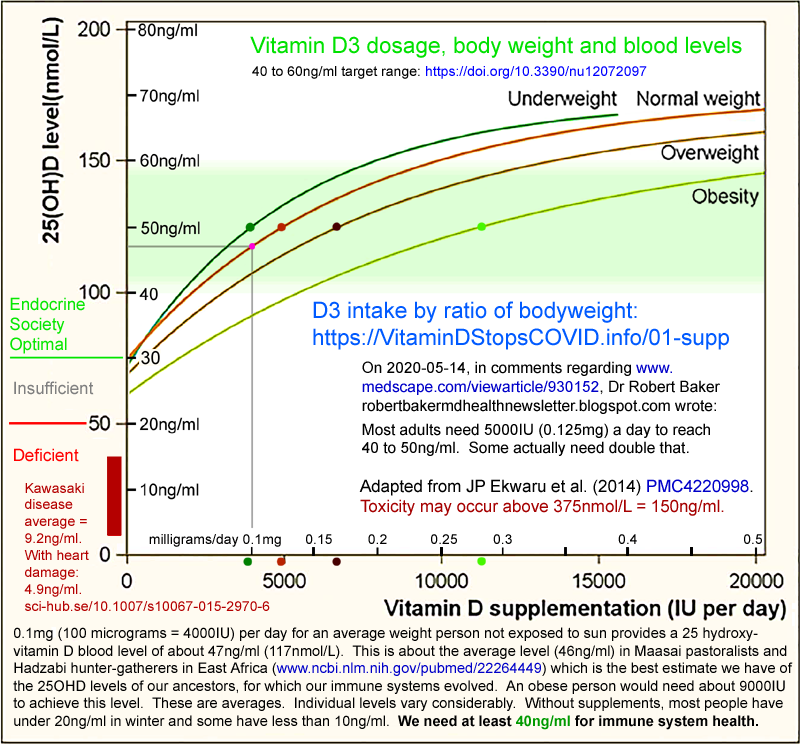 Vitamin D3 dosage, body weight and blood levels
40 to 60ng/ml target range: https://doi.org/10.3390/nu12072097
25(OH)D level(nmol/L)
200
150
100
50
0
80ng/ml
70ng/ml
60ng/ml
50ng/ml
40
30
20ng/ml
10ng/ml
Underweight
Normal weight
Overweight
Obesity
Endocrine
Society
Optimal
Insufficient
Deficient
Kawasaki
disease
average =
9.2ng/ml.
With heart
damage:
4.9ng/ml.
sci-hub.se/10.1007/s10067-015-2970-6
D3 intake by ratio of bodyweight:
https://VitaminDStopsCOVID.info/01-supp
On 2020-05-14, in comments regarding www.
medscape.com/viewarticle/930152, Dr Robert Baker
robertbakermdhealthnewsletter.blogspot.com wrote:
Most adults need 5000IU (0.125mg) a day to reach
40 to 50ng/ml.  Some actually need double that.
Adapted from JP Ekwaru et al. (2014) PMC4220998.
Toxicity may occur above 375nmol/L = 150ng/ml.
milligrams/day 0.1mg 0.15 0.2 0.25 0.3 0.4 0.5
0 5000 10000 15000 20000
Vitamin D supplementation (IU per day)
0.1mg (100 micrograms = 4000IU) per day for an average weight person not exposed to sun provides a 25 hydroxy-
vitamin D blood level of about 47ng/ml (117nmol/L).  This is about the average level (46ng/ml) in Maasai pastoralists and
Hadzabi hunter-gatherers in East Africa (www.ncbi.nlm.nih.gov/pubmed/22264449) which is the best estimate we have of
the 25OHD levels of our ancestors, for which our immune systems evolved.  An obese person would need about 9000IU
to achieve this level.  These are averages.  Individual levels vary considerably.  Without supplements, most people have
under 20ng/ml in winter and some have less than 10ng/ml.  We need at least 40ng/ml for immune system health.